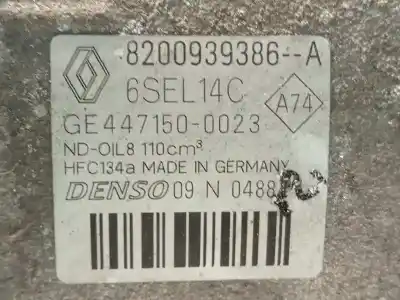 8200939386--A
6SEL14C
A74
GE447150-0023
ND-OIL8 110cm³
HFC134a MADE IN GERMANY
DENSO 09 N 0488